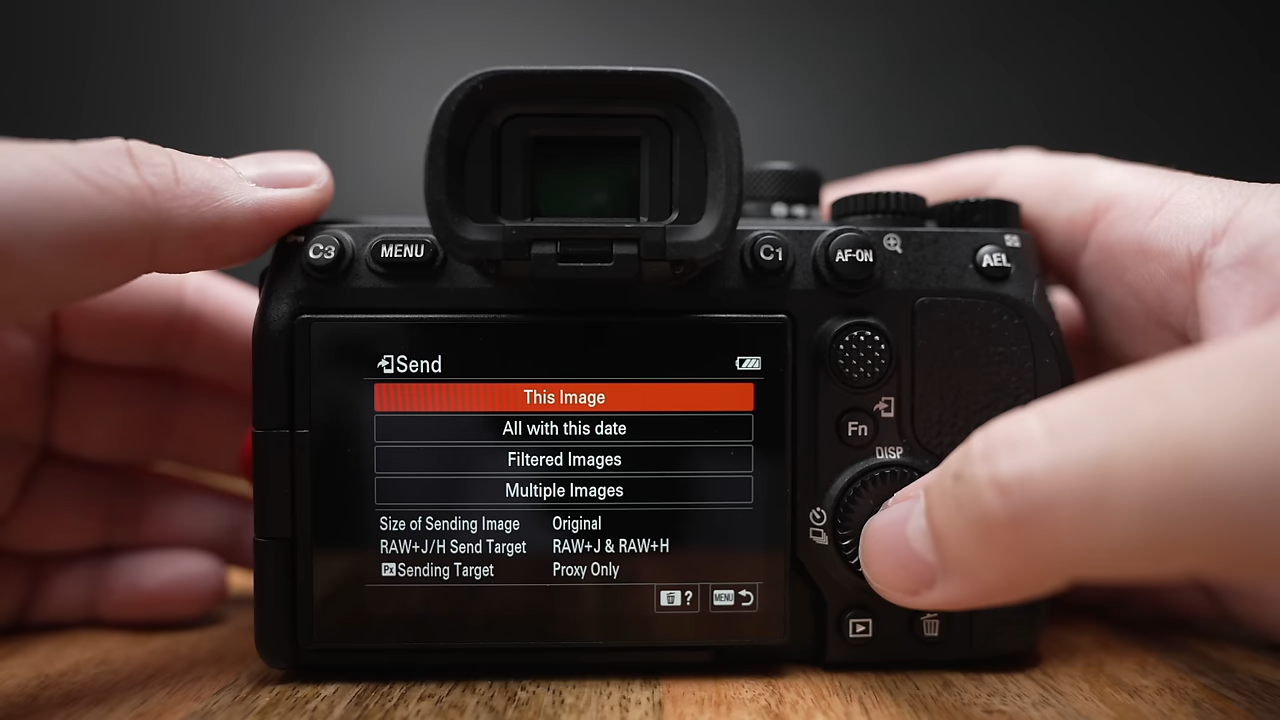 C3
MENU
C1
AF-ON
AEL
Send
This Image
All with this date
Filtered Images
Multiple Images
Size of Sending Image Original
RAW+J/H Send Target RAW+J & RAW+H
Px Sending Target Proxy Only
?
MENU
Fn
DISP